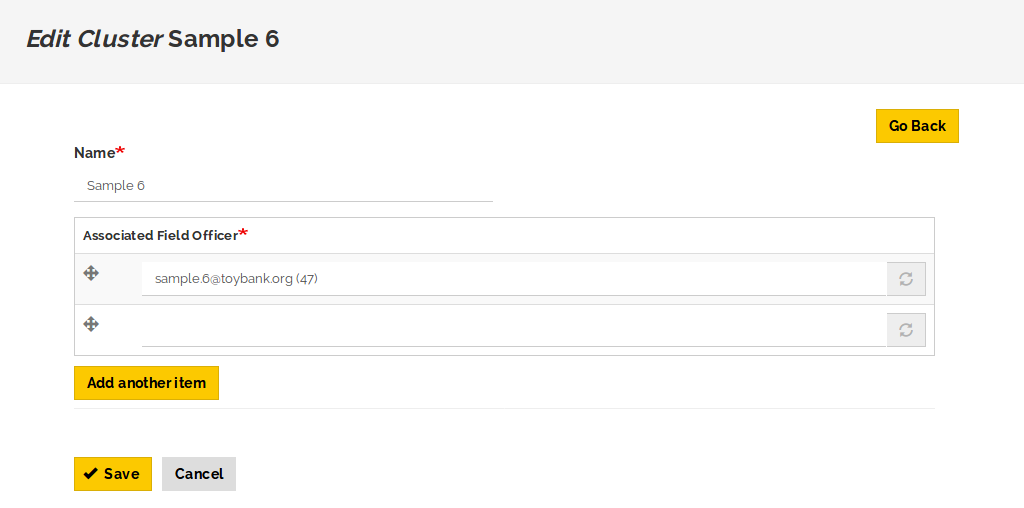 Edit Cluster Sample 6
Go Back
Name*
Sample 6
Associated Field Officer*
sample.6@toybank.org (47)
Add another item
Save
Cancel